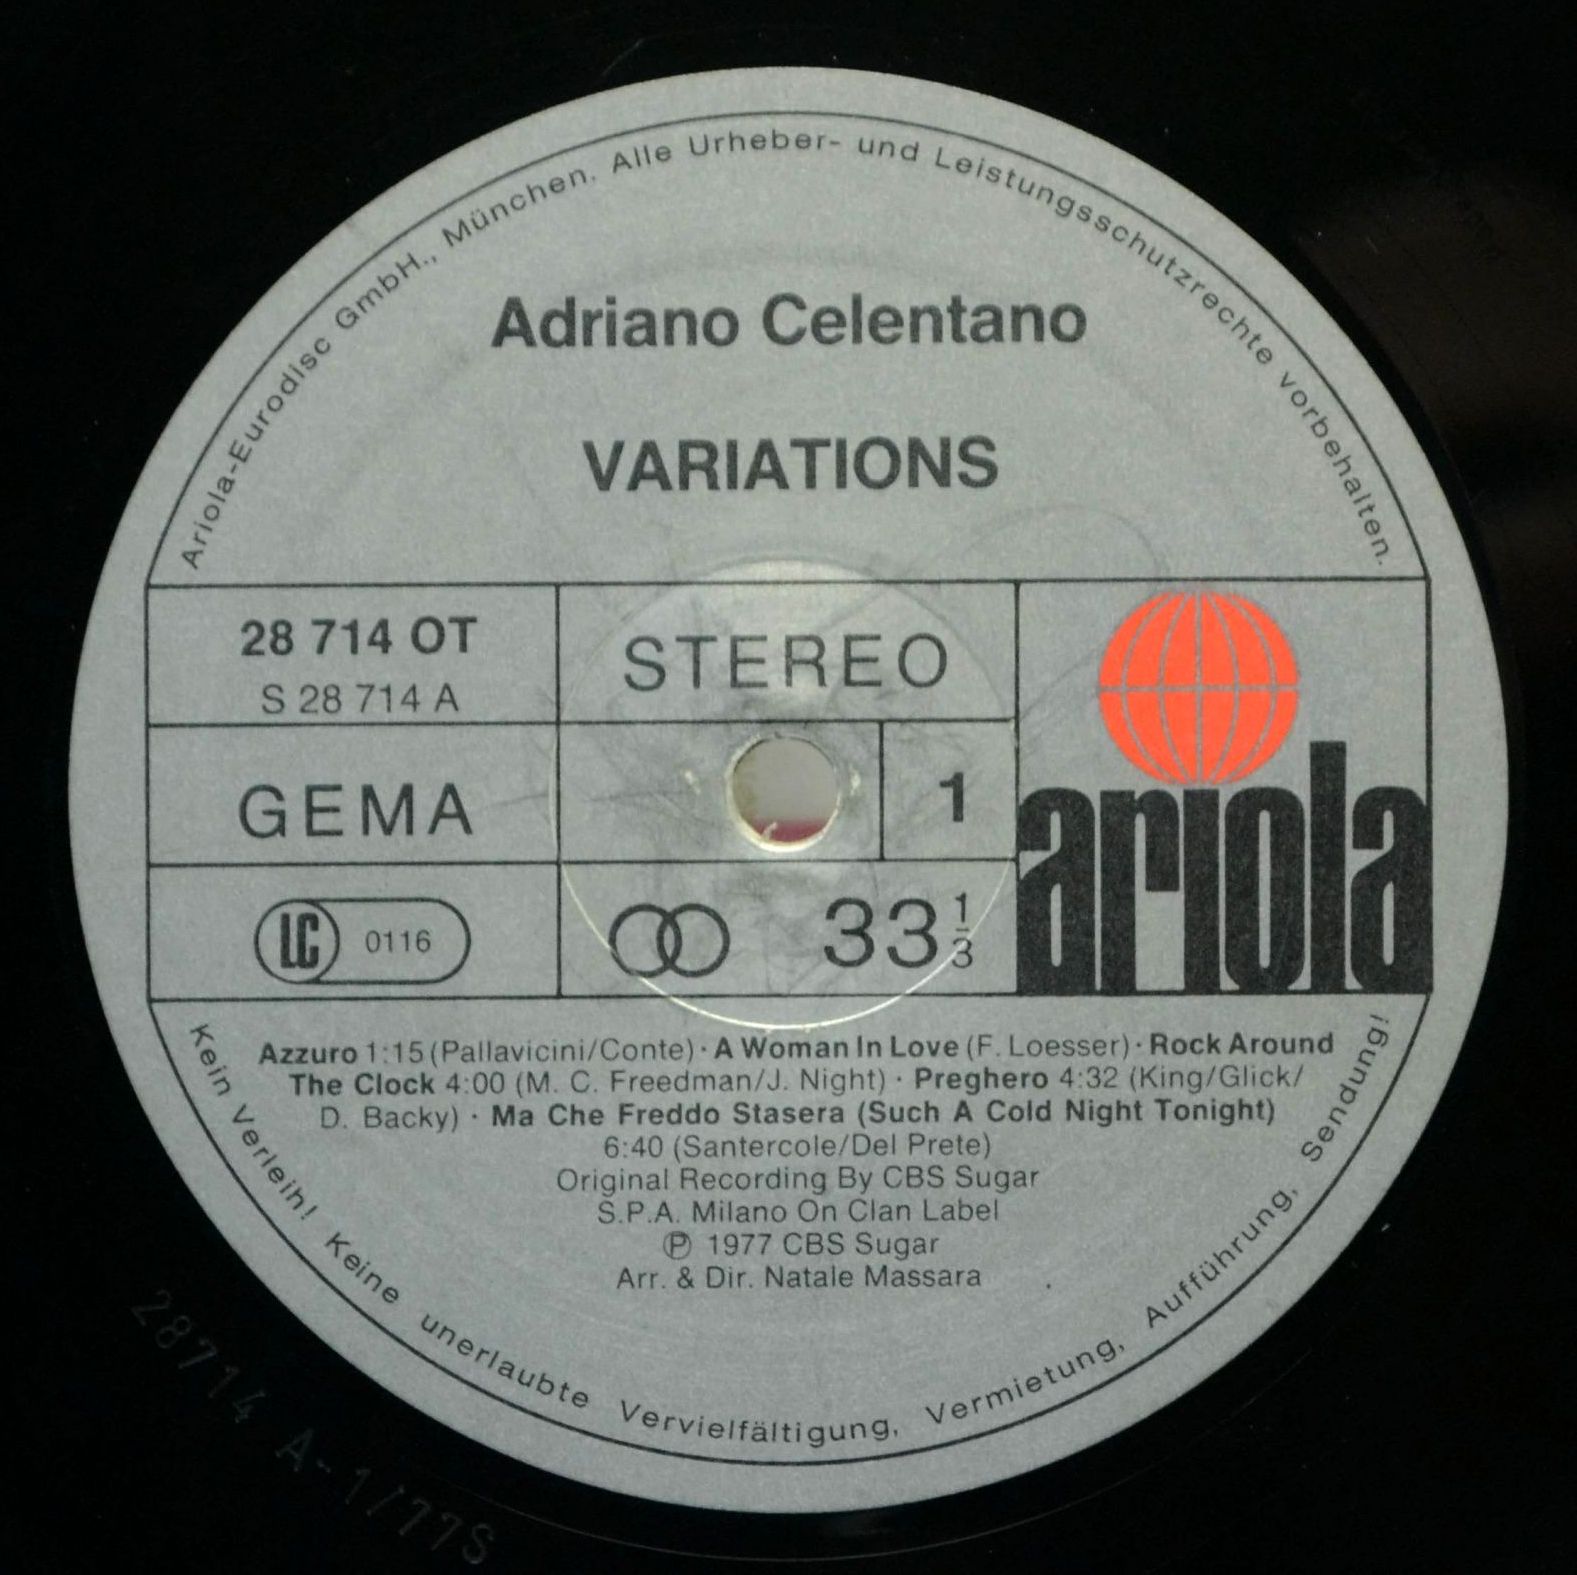 Ariola-Eurodisc GmbH., München. Alle Urheber- und Leistungsschutzrechte vorbehalten.
Adriano Celentano
VARIATIONS
28 714 OT
S 28 714 A
STEREO
GEMA
1
LC 0116
33 1/3
ariola
Azzuro 1:15 (Pallavicini/Conte) · A Woman In Love (F. Loesser) · Rock Around
The Clock 4:00 (M. C. Freedman/J. Night) · Preghero 4:32 (King/Glick/
D. Backy) · Ma Che Freddo Stasera (Such A Cold Night Tonight)
6:40 (Santercole/Del Prete)
Original Recording By CBS Sugar
S.P.A. Milano On Clan Label
Ⓟ 1977 CBS Sugar
Arr. & Dir. Natale Massara
Kein Verleih! Keine unerlaubte Vervielfältigung, Vermietung, Aufführung, Sendung!
28714 A-1/77S